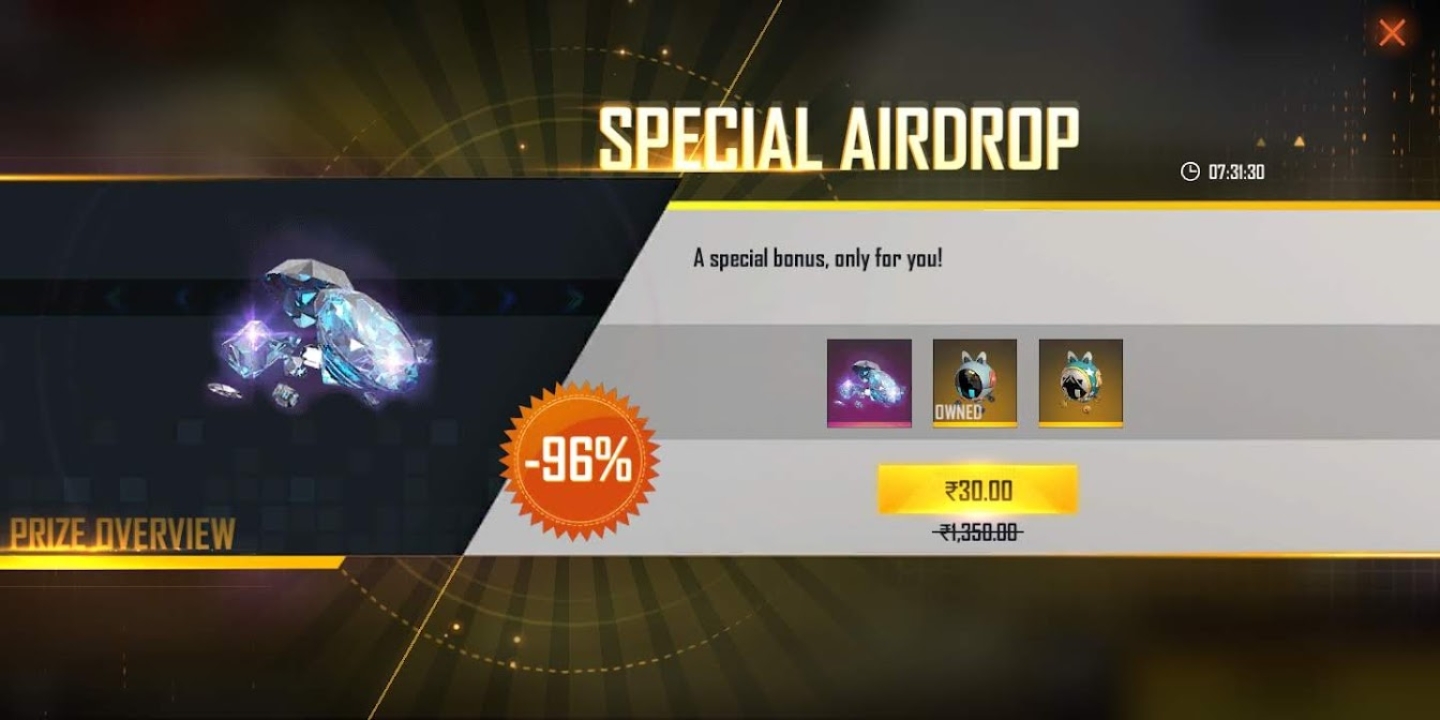 SPECIAL AIRDROP
07:31:30
A special bonus, only for you!
OWNED
-96%
₹30.00
₹1,350.00
PRIZE OVERVIEW